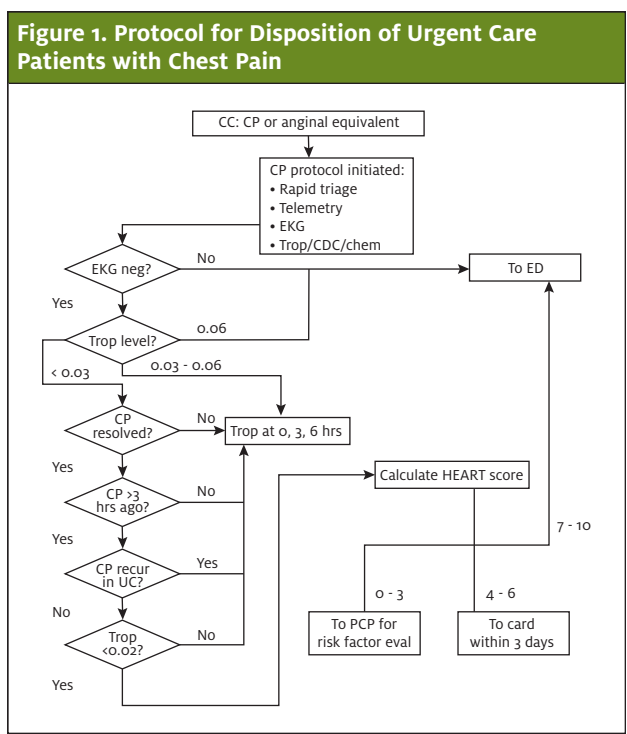 Figure 1. Protocol for Disposition of Urgent Care
Patients with Chest Pain
CC: CP or anginal equivalent
CP protocol initiated:
• Rapid triage
• Telemetry
• EKG
• Trop/CDC/chem
EKG neg?
No
To ED
Yes
Trop level?
0.06
< 0.03
0.03 - 0.06
CP
resolved?
No
Trop at 0, 3, 6 hrs
Yes
CP >3
hrs ago?
No
Calculate HEART score
Yes
7 - 10
CP recur
in UC?
Yes
0 - 3
4 - 6
No
Trop
<0.02?
No
To PCP for
risk factor eval
To card
within 3 days
Yes